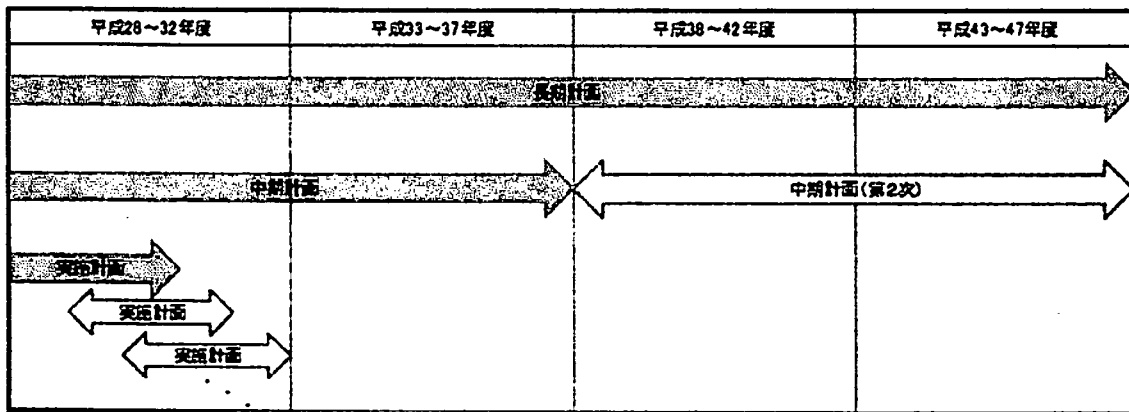 平成28～32年度
平成33～37年度
平成38～42年度
平成43～47年度
長期計画
中期計画
中期計画(第2次)
実施計画
実施計画
実施計画